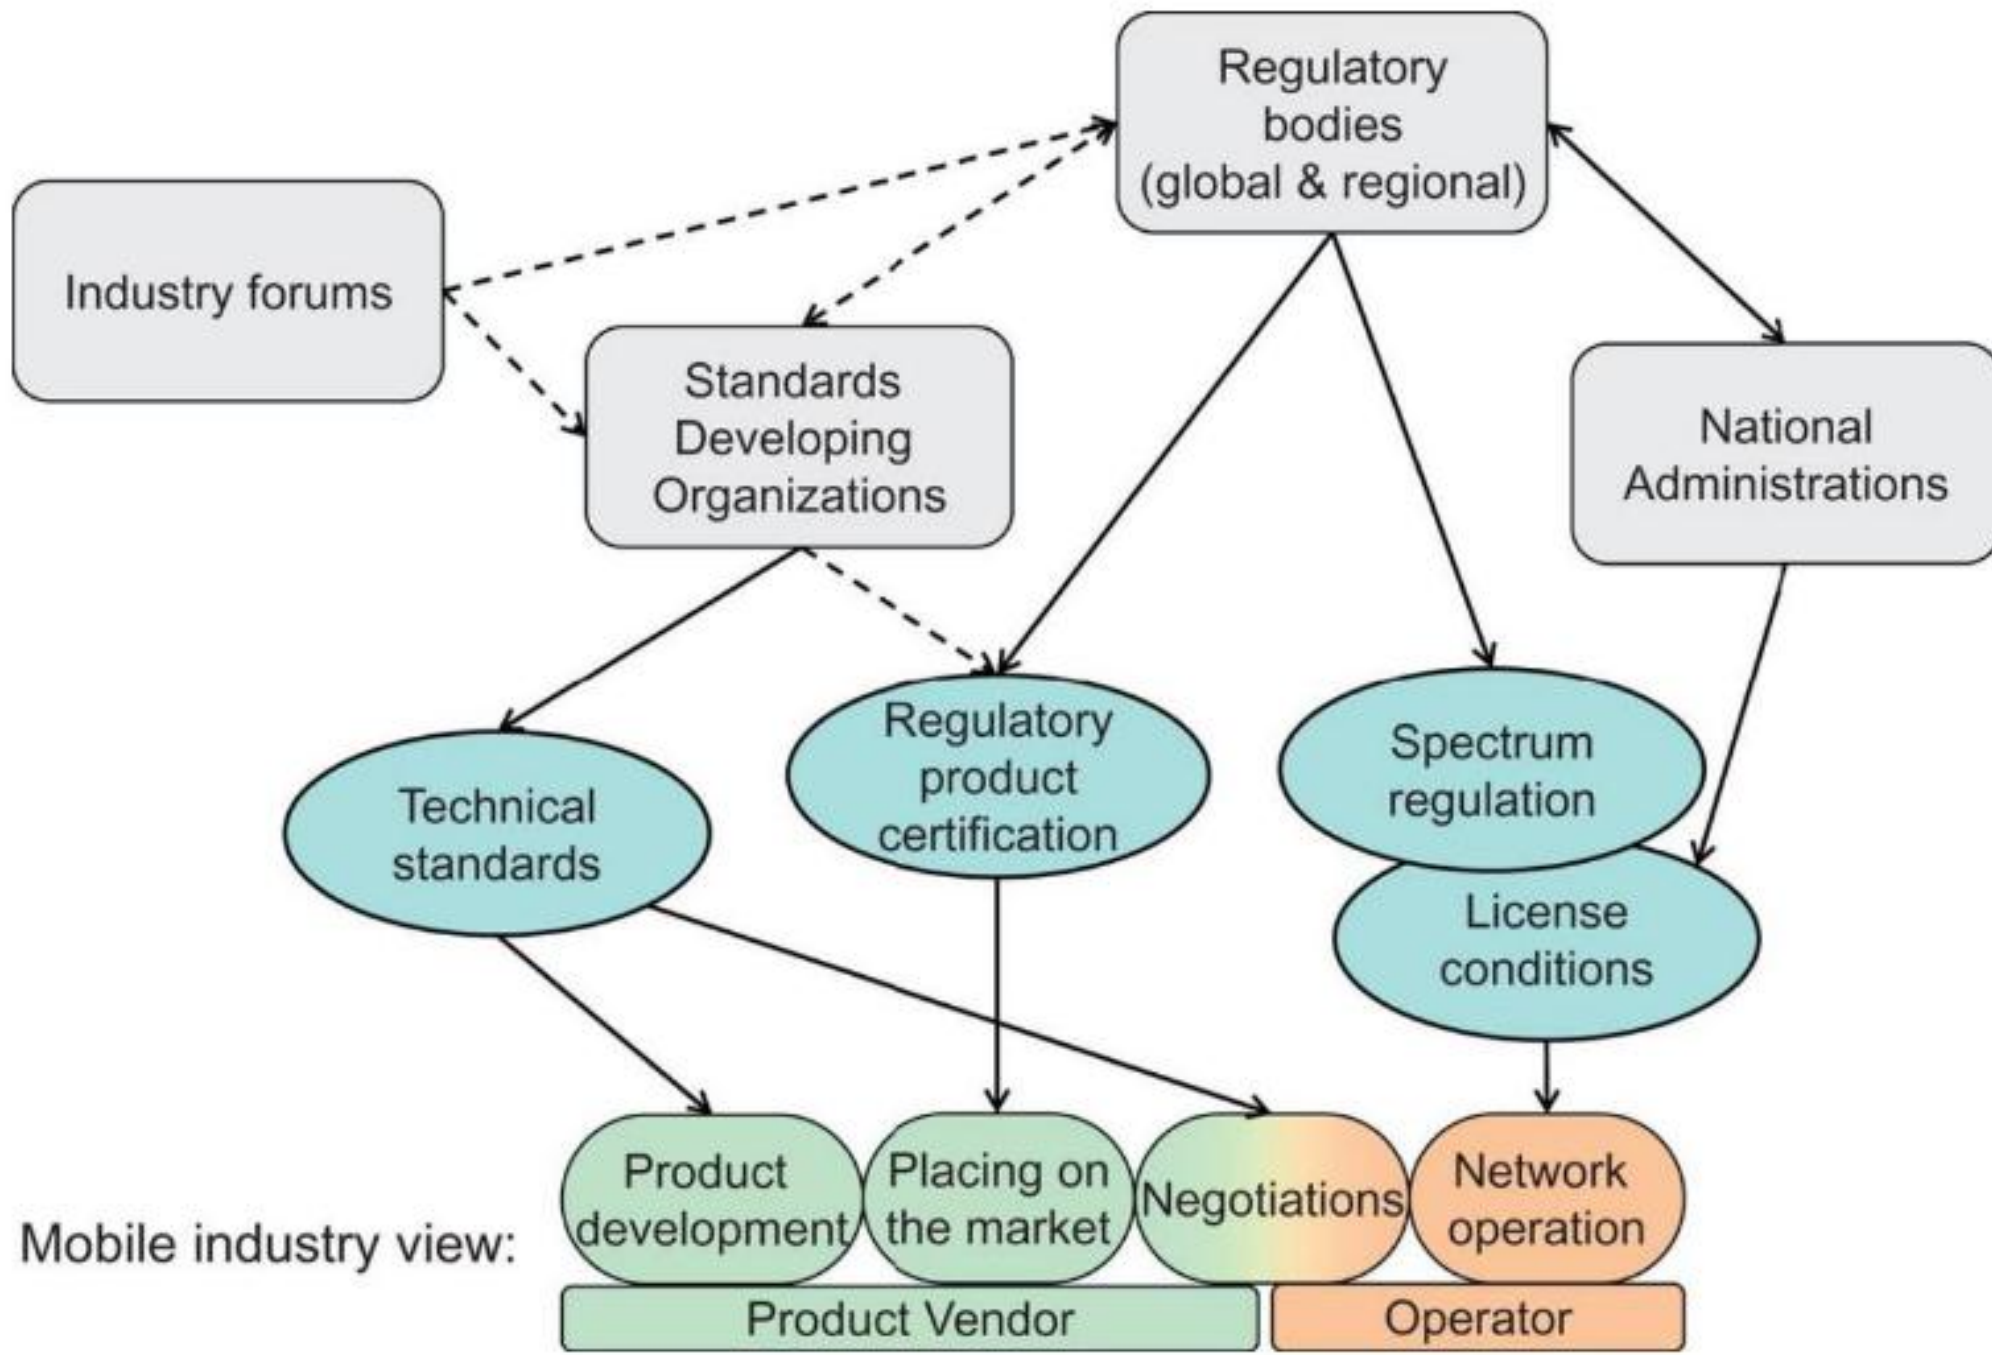 Regulatory
bodies
(global & regional)
Industry forums
Standards
Developing
Organizations
National
Administrations
Regulatory
product
certification
Spectrum
regulation
Technical
standards
License
conditions
Product
development
Placing on
the market
Negotiations
Network
operation
Mobile industry view:
Product Vendor
Operator